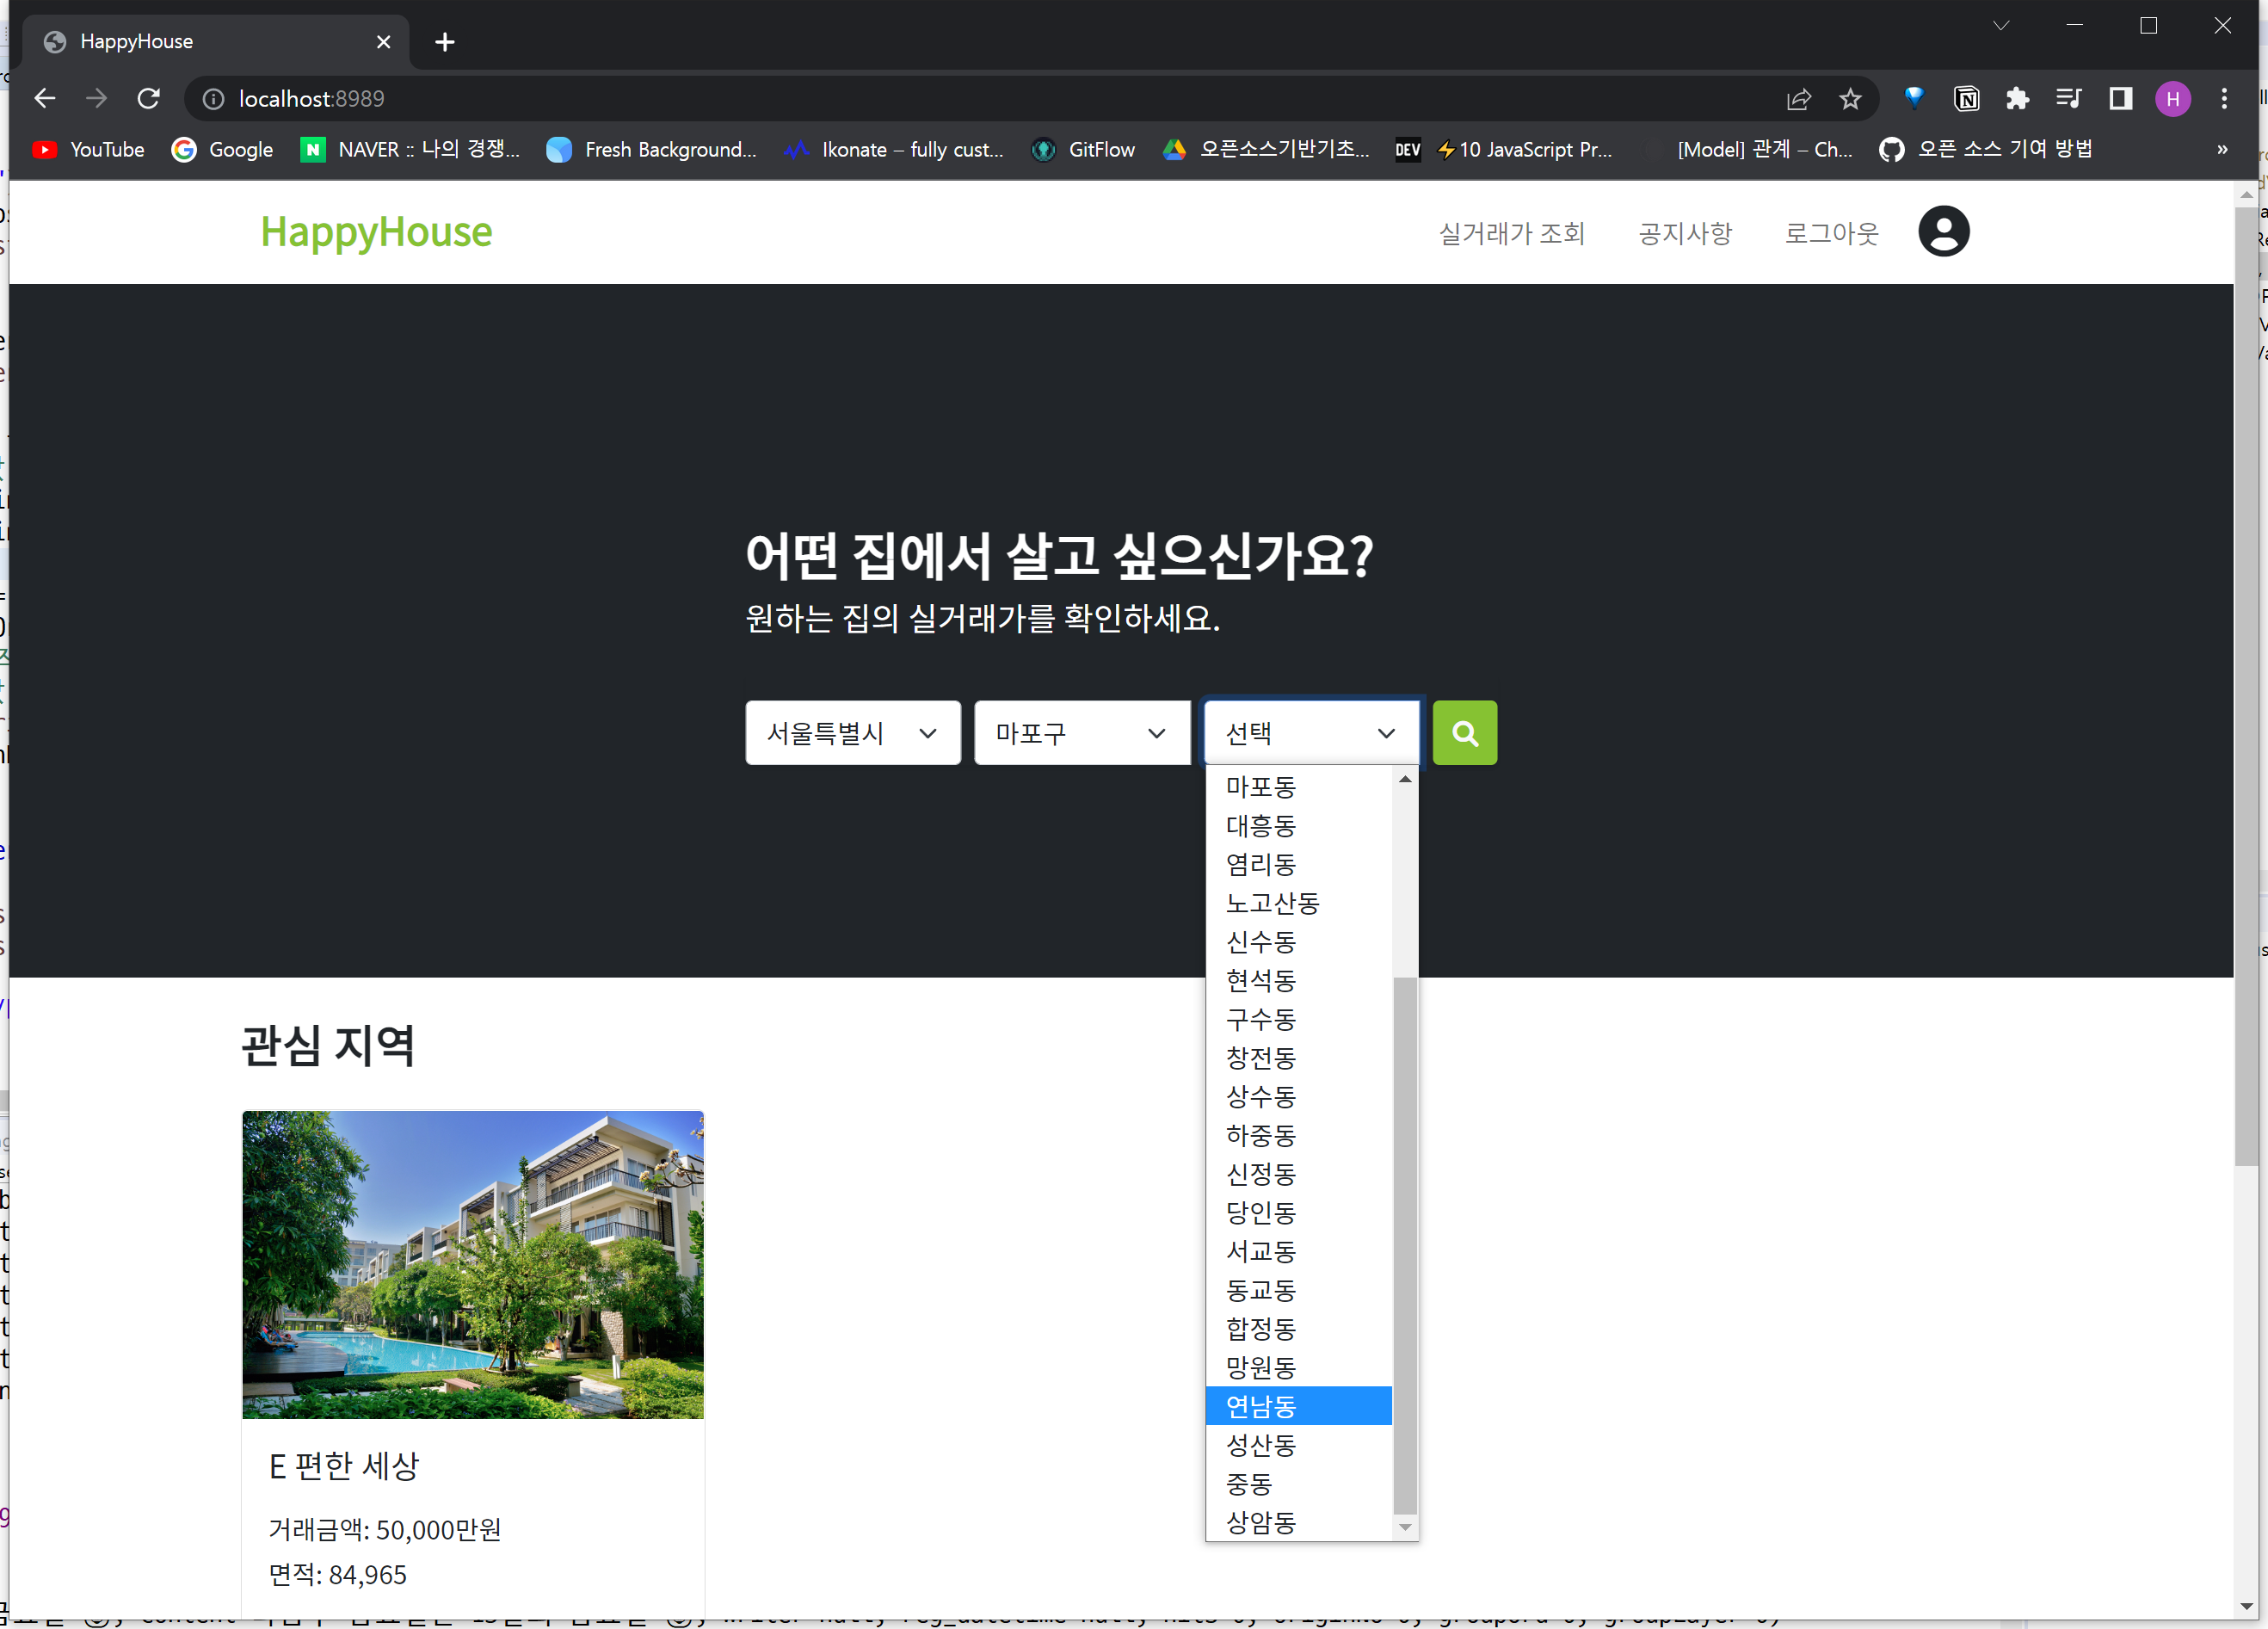 HappyHouse
localhost:8989
YouTube
Google
NAVER :: 나의 경쟁...
Fresh Background...
Ikonate – fully cust...
GitFlow
오픈소스기반기초...
DEV
⚡10 JavaScript Pr...
[Model] 관계 – Ch...
오픈 소스 기여 방법
»
H
HappyHouse
실거래가 조회
공지사항
로그아웃
어떤 집에서 살고 싶으신가요?
원하는 집의 실거래가를 확인하세요.
서울특별시
마포구
선택
마포동
대흥동
염리동
노고산동
신수동
현석동
구수동
창전동
상수동
하중동
신정동
당인동
서교동
동교동
합정동
망원동
연남동
성산동
중동
상암동
관심 지역
E 편한 세상
거래금액: 50,000만원
면적: 84,965